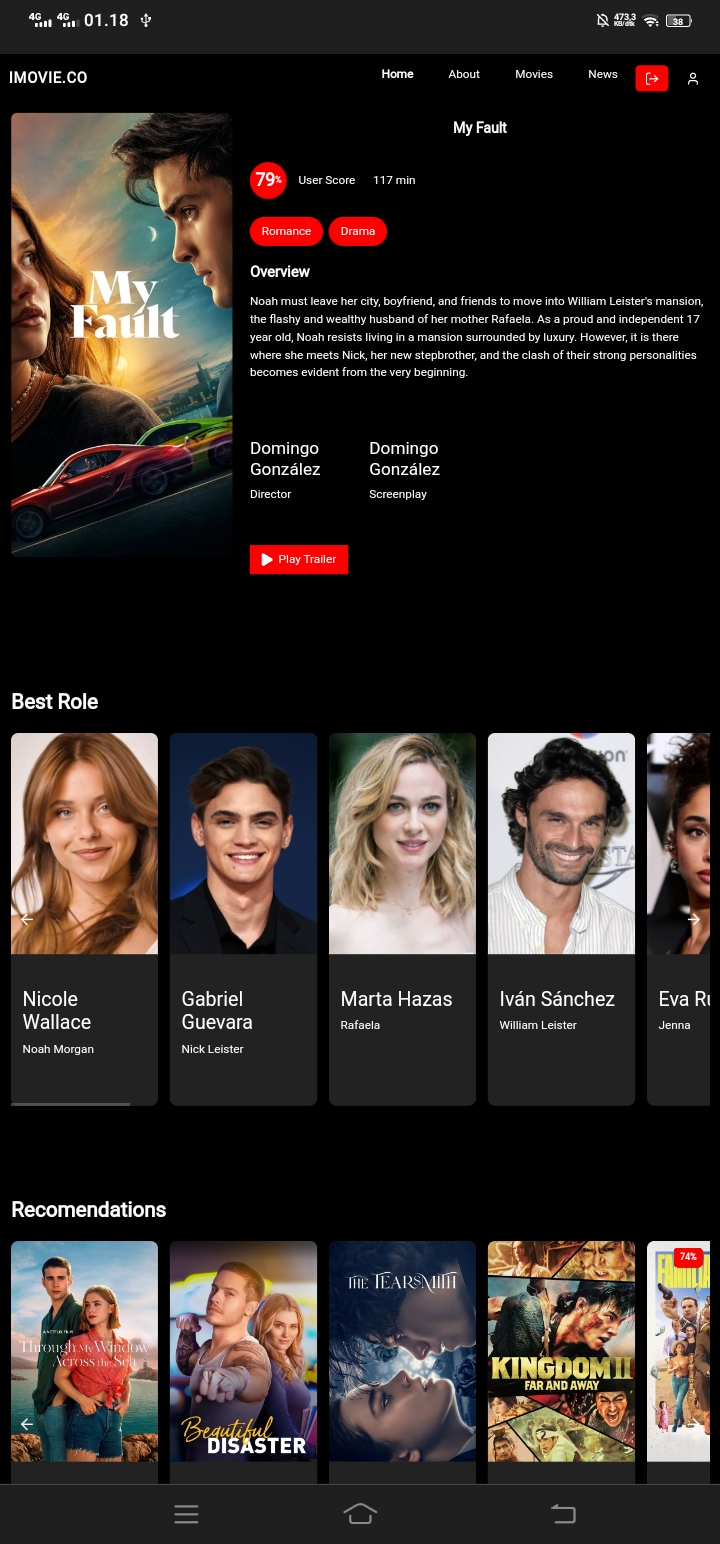 4G 4G 01.18 473,3 KB/dtk 38
IMOVIE.CO Home About Movies News
My Fault
79% User Score 117 min
Romance Drama
Overview
Noah must leave her city, boyfriend, and friends to move into William Leister's mansion,
the flashy and wealthy husband of her mother Rafaela. As a proud and independent 17
year old, Noah resists living in a mansion surrounded by luxury. However, it is there
where she meets Nick, her new stepbrother, and the clash of their strong personalities
becomes evident from the very beginning.
My
Fault
Domingo
González
Director
Domingo
González
Screenplay
Play Trailer
Best Role
Nicole
Wallace
Noah Morgan
Gabriel
Guevara
Nick Leister
Marta Hazas
Rafaela
Iván Sánchez
William Leister
Eva Ru
Jenna
Recomendations
A NETFLIX FILM
Through My Window
Across the Sea
Beautiful
DISASTER
THE TEARSMITH
KINGDOM II
FAR AND AWAY
74%